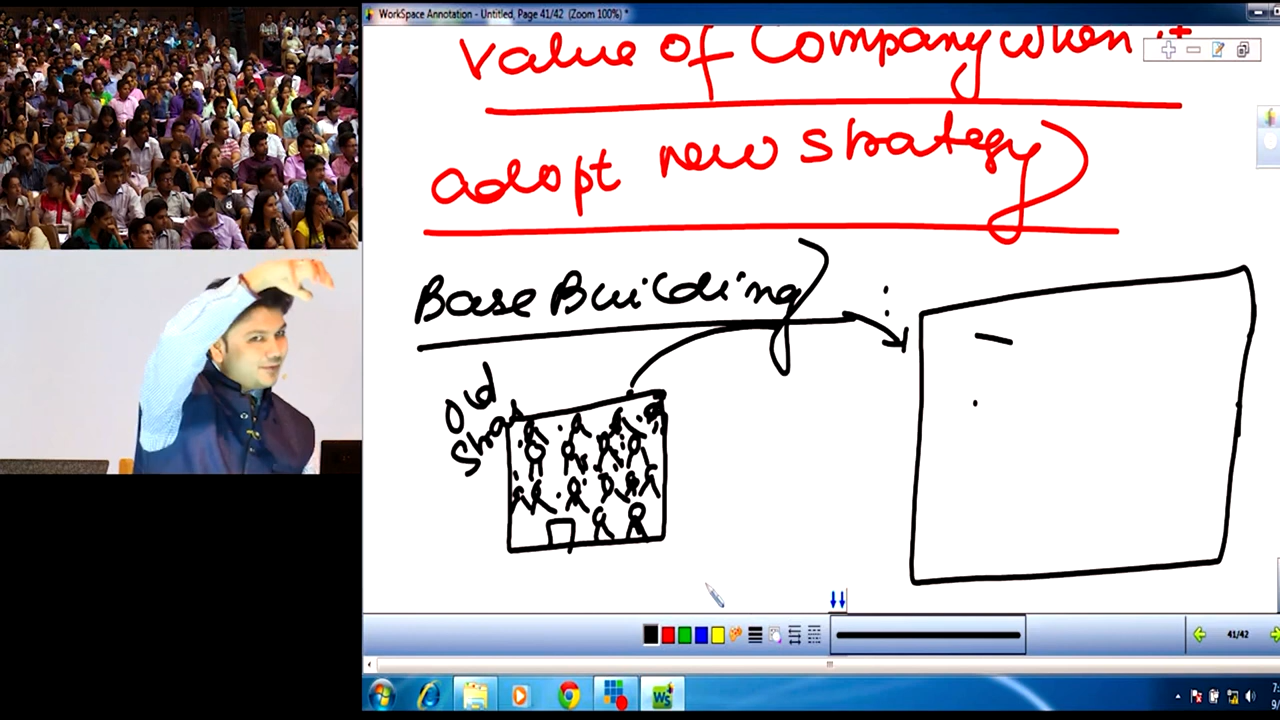 WorkSpace Annotation - Untitled, Page 41/42 (Zoom 100%) *
Value of Company when it
adopt new strategy
Base Building :
Old
41/42